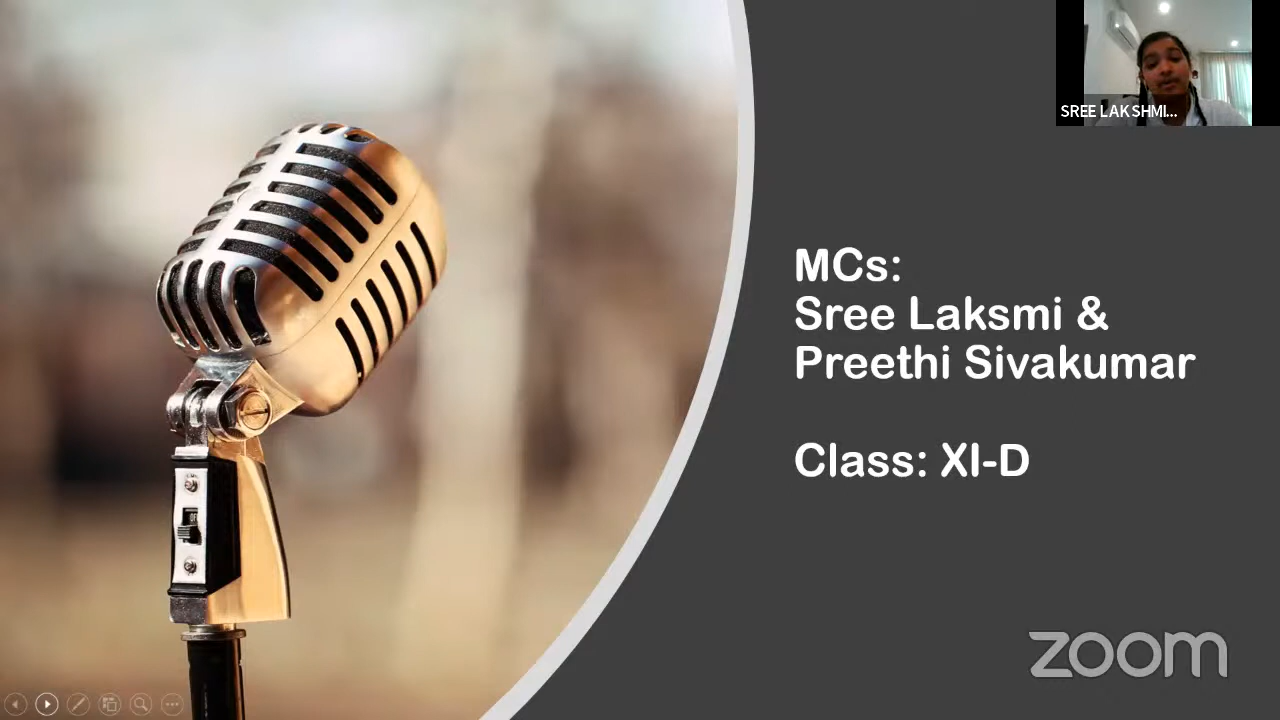 SREE LAKSHMI...
MCs:
Sree Laksmi &
Preethi Sivakumar
Class: XI-D
zoom